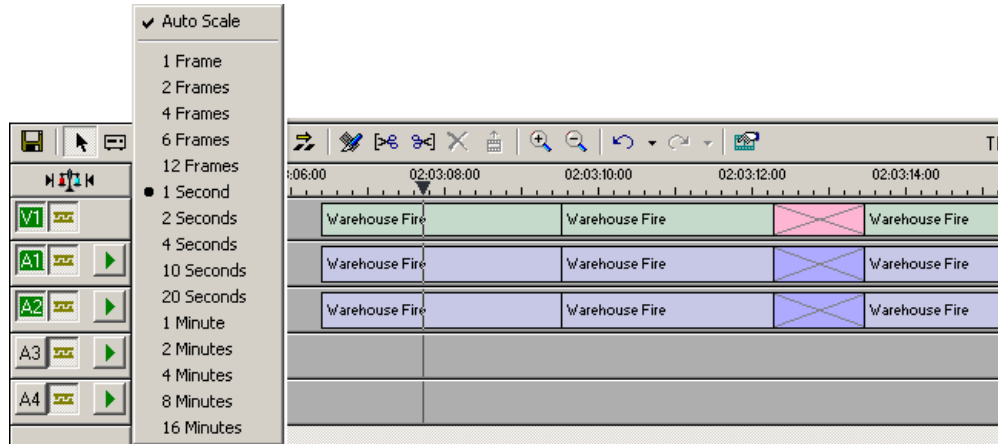 Auto Scale
1 Frame
2 Frames
4 Frames
6 Frames
12 Frames
1 Second
2 Seconds
4 Seconds
10 Seconds
20 Seconds
1 Minute
2 Minutes
4 Minutes
8 Minutes
16 Minutes
:06:00 02:03:08:00 02:03:10:00 02:03:12:00 02:03:14:00
V1 Warehouse Fire Warehouse Fire Warehouse Fire
A1 Warehouse Fire Warehouse Fire Warehouse Fire
A2 Warehouse Fire Warehouse Fire Warehouse Fire
A3
A4